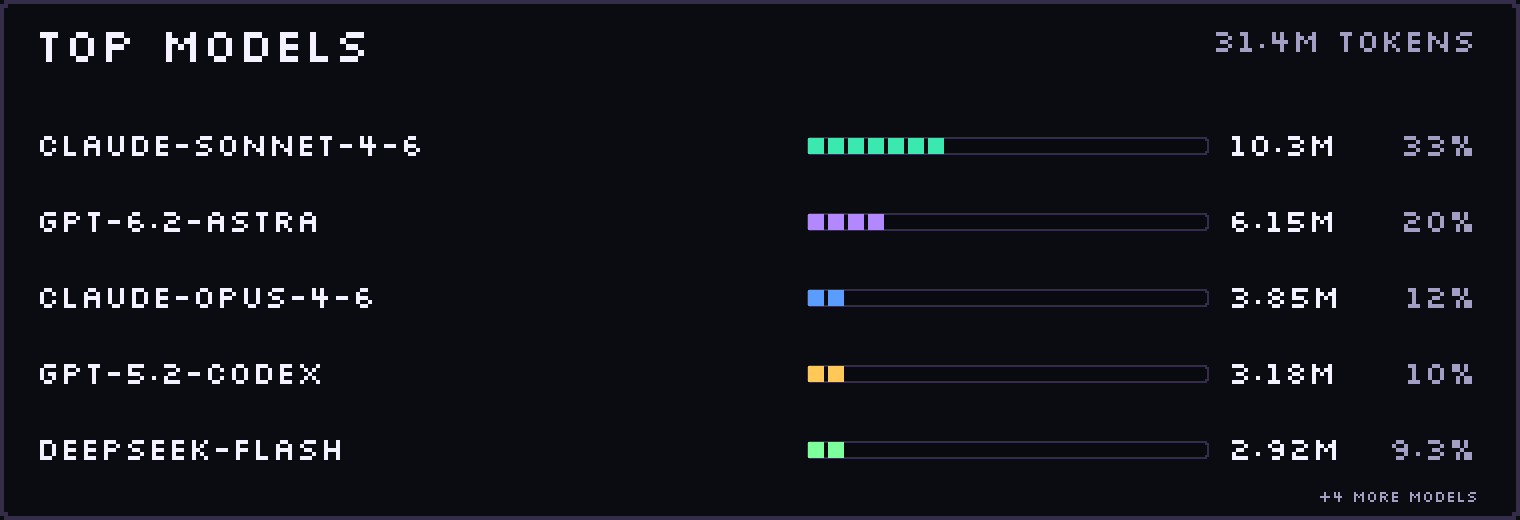 TOP MODELS 31.4M TOKENS
CLAUDE-SONNET-4-6 10.3M 33%
GPT-6.2-ASTRA 6.15M 20%
CLAUDE-OPUS-4-6 3.85M 12%
GPT-5.2-CODEX 3.18M 10%
DEEPSEEK-FLASH 2.92M 9.3%
+4 MORE MODELS